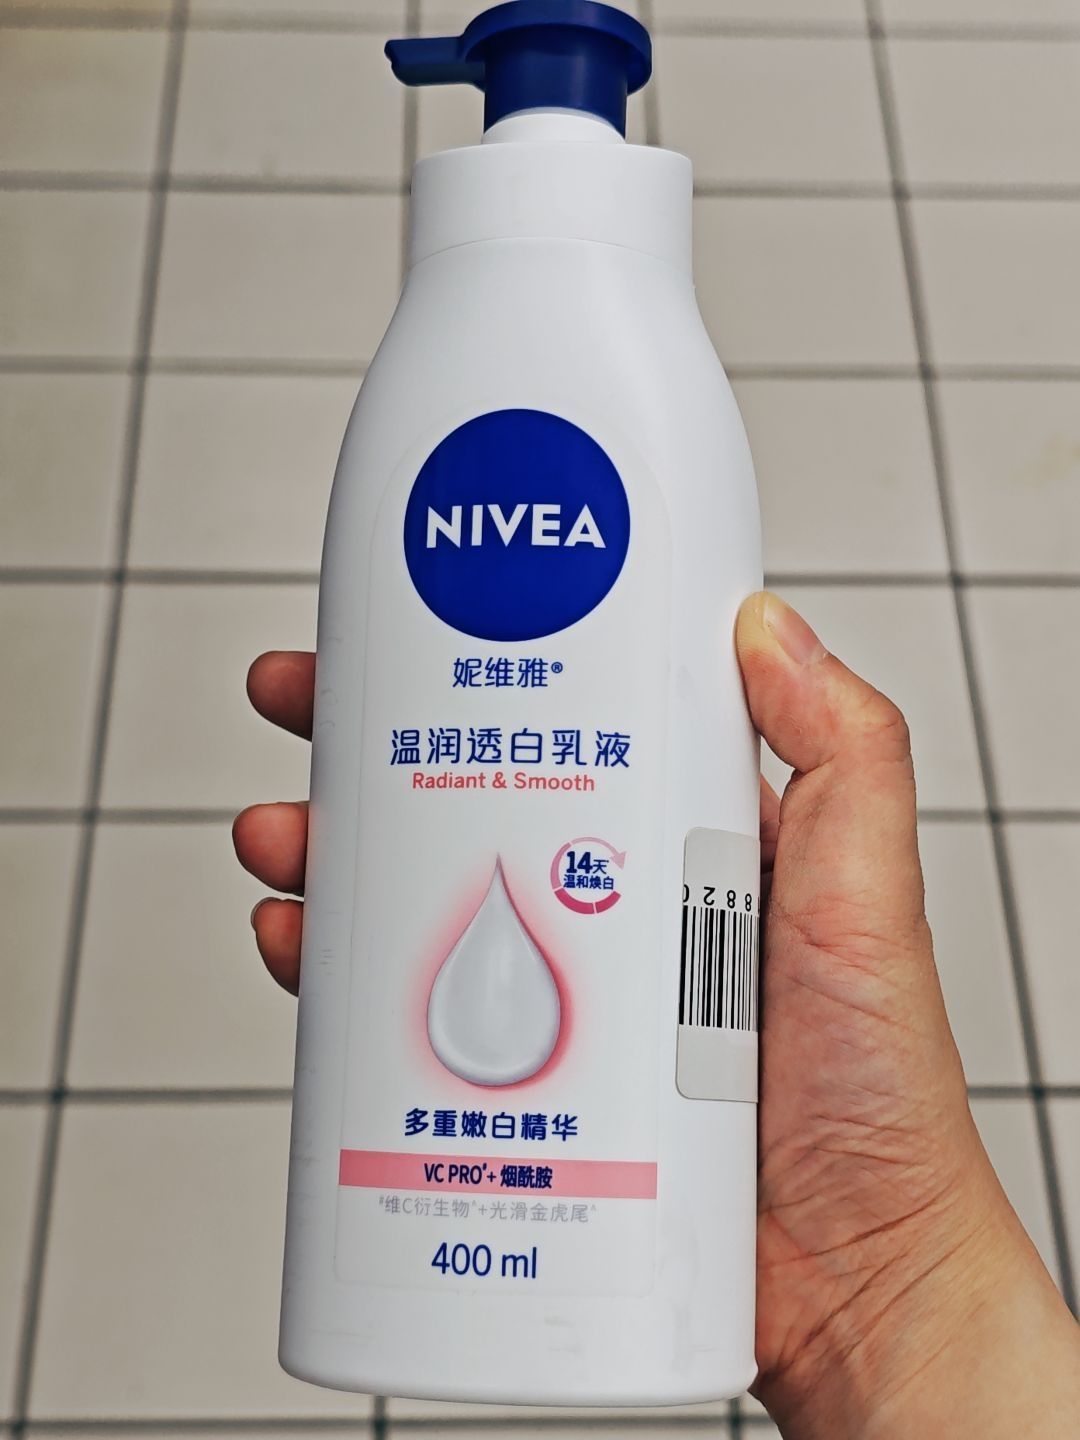 NIVEA
妮维雅®
温润透白乳液
Radiant & Smooth
14天
温和焕白
多重嫩白精华
VC PRO#+ 烟酰胺
#维C衍生物^+光滑金虎尾^
400 ml